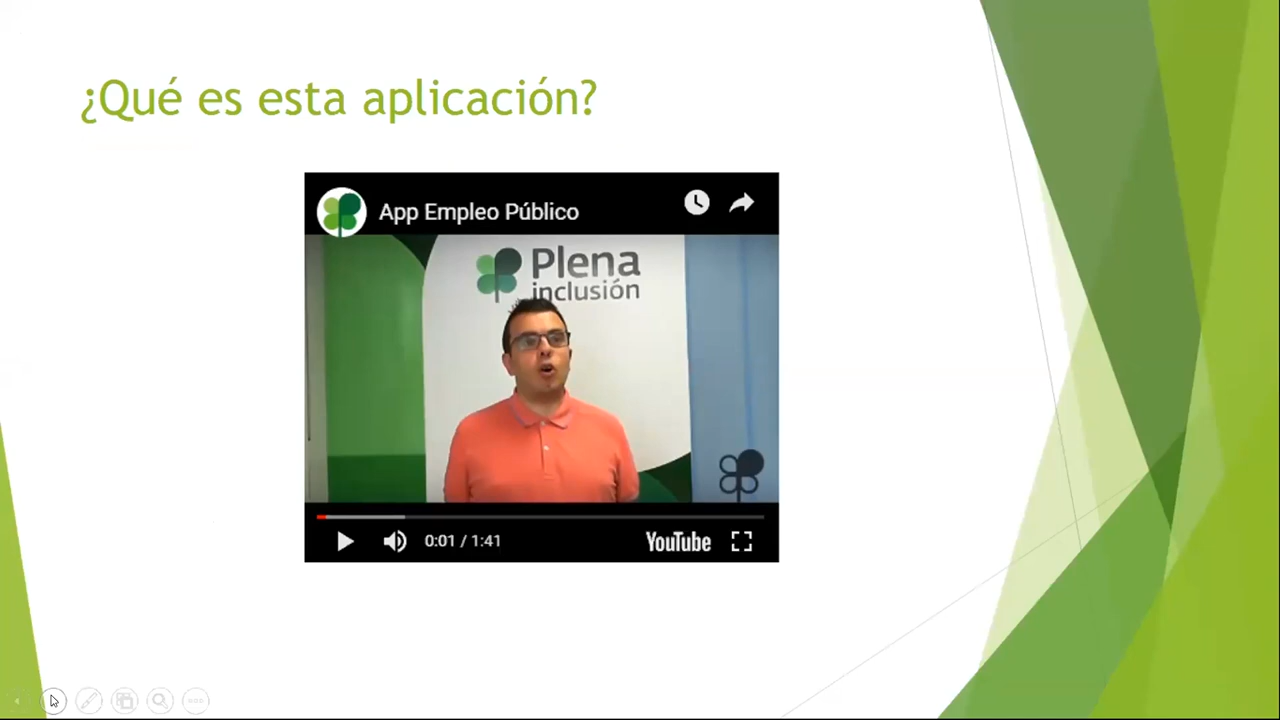 ¿Qué es esta aplicación?
App Empleo Público
Plena
inclusión
0:01 / 1:41
YouTube